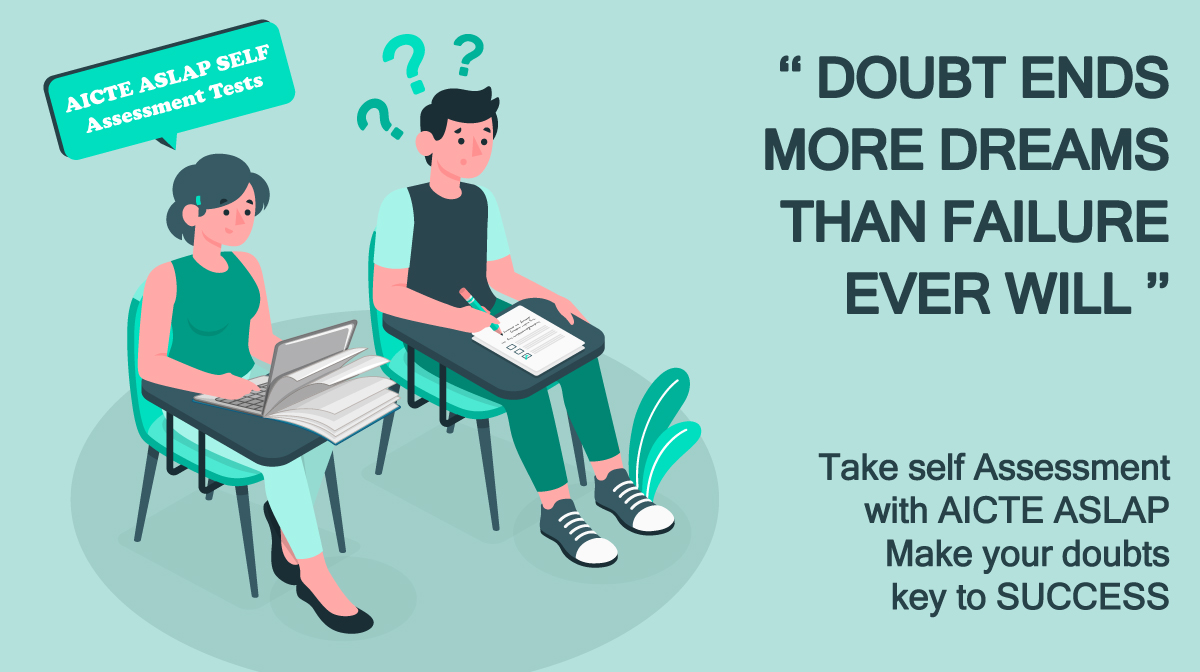 AICTE ASLAP SELF
Assessment Tests
“ DOUBT ENDS
MORE DREAMS
THAN FAILURE
EVER WILL ”
Take self Assessment
with AICTE ASLAP
Make your doubts
key to SUCCESS